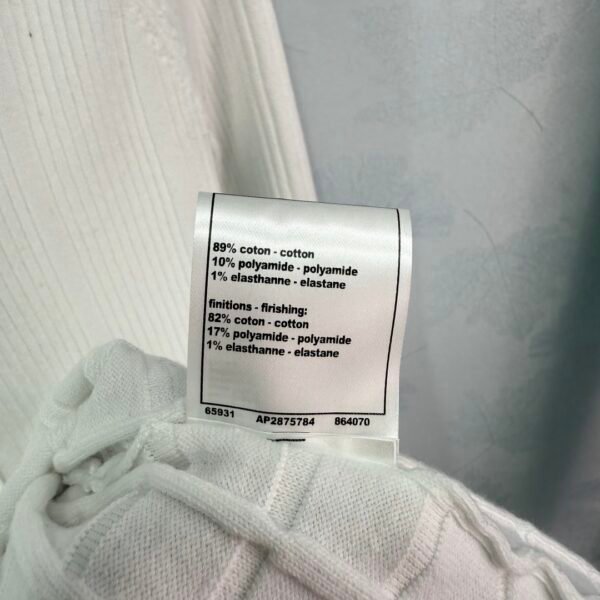 89% coton - cotton
10% polyamide - polyamide
1% elasthanne - elastane
finitions - finishing:
82% coton - cotton
17% polyamide - polyamide
1% elasthanne - elastane
65931 AP2875784 864070